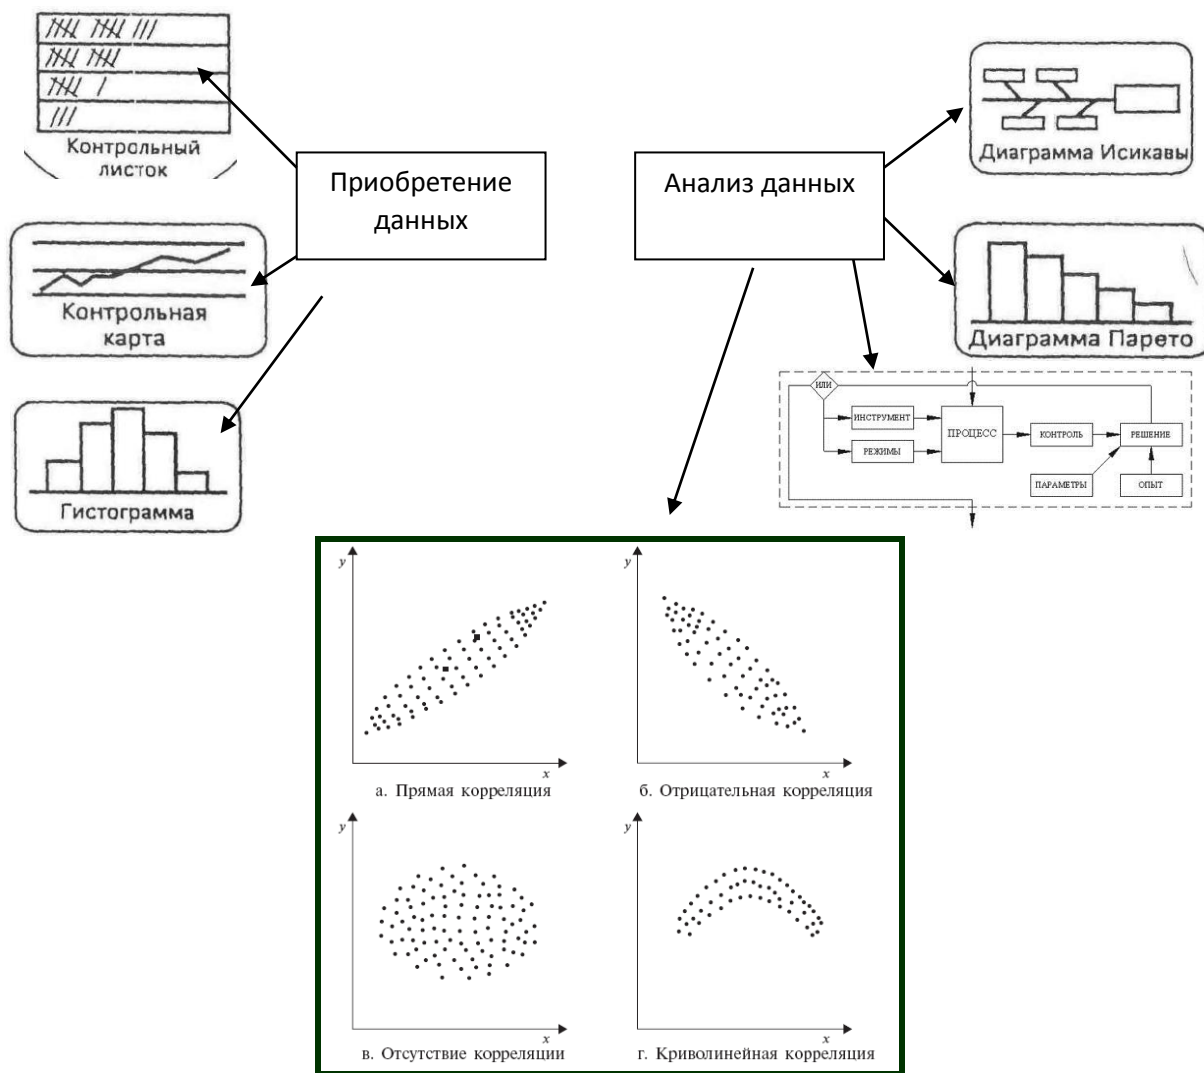 Контрольный
листок
Приобретение
данных
Контрольная
карта
Гистограмма
Анализ данных
Диаграмма Исикавы
Диаграмма Парето
ИЛИ
ИНСТРУМЕНТ
РЕЖИМЫ
ПРОЦЕСС
КОНТРОЛЬ
РЕШЕНИЕ
ПАРАМЕТРЫ
ОПЫТ
y
x
а. Прямая корреляция
y
x
б. Отрицательная корреляция
y
x
в. Отсутствие корреляции
y
x
г. Криволинейная корреляция